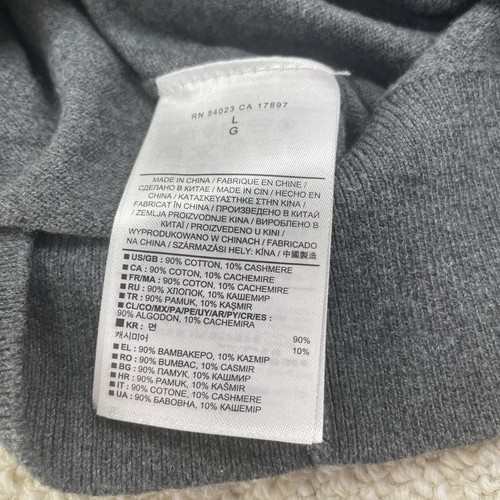 RN 54023 CA 17897
L
G
MADE IN CHINA / FABRIQUE EN CHINE /
СДЕЛАНО В КИТАЕ / MADE IN CIN / HECHO EN
CHINA / ΚΑΤΑΣΚΕΥΑΣΤΗΚΕ ΣΤΗΝ ΚΙΝΑ /
FABRICAT ÎN CHINA / ПРОИЗВЕДЕНО В КИТАЙ
/ ZEMLJA PROIZVODNJE KINA / ВИРОБЛЕНО В
КИТАЇ / PROIZVEDENO U KINI /
WYPRODUKOWANO W CHINACH / FABRICADO
NA CHINA / SZÁRMAZÁSI HELY: KÍNA / 中國製造
■ US/GB : 90% COTTON, 10% CASHMERE
■ CA : 90% COTON, 10% CACHEMIRE
■ FR/MA : 90% COTON, 10% CACHEMIRE
■ RU : 90% ХЛОПОК, 10% КАШЕМИР
■ TR : 90% PAMUK, 10% KAŞMIR
■ CL/CO/MX/PA/PE/UY/AR/PY/CR/ES :
90% ALGODON, 10% CACHEMIRA
■ KR : 면 90%
캐시미어 10%
■ EL : 90% ΒΑΜΒΑΚΕΡΟ, 10% ΚΑΣΜΙΡ
■ RO : 90% BUMBAC, 10% CASMIR
■ BG : 90% ПАМУК, 10% КАШМИР
■ HR : 90% PAMUK, 10% KAŠMIR
■ IT : 90% COTONE, 10% CASHMERE
■ UA : 90% БАВОВНА, 10% КАШЕМІР